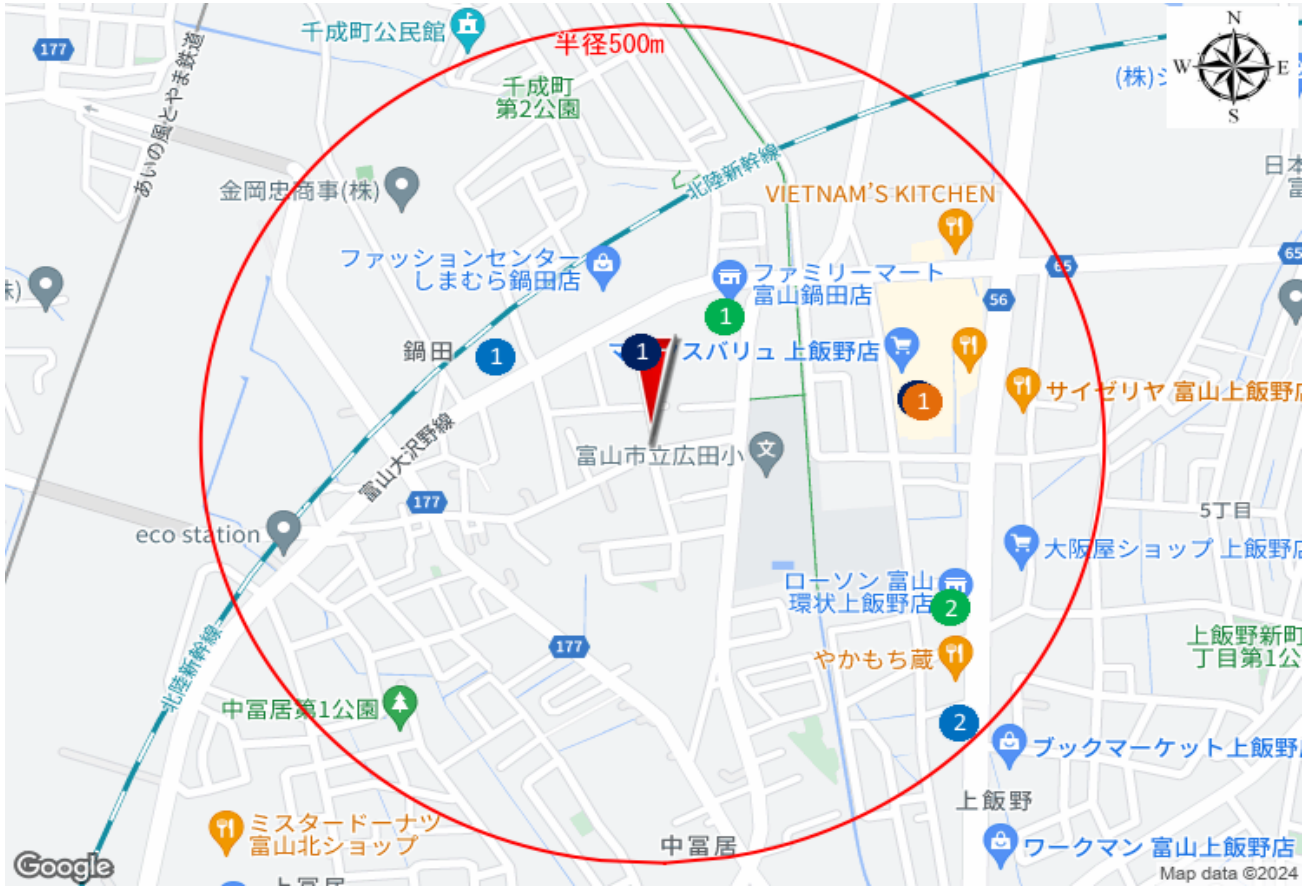 千成町公民館
半径500m
N
W
E
S
177
あいの風とやま鉄道
千成町
第2公園
(株)シ
北陸新幹線
日本
富
金岡忠商事(株)
VIETNAM'S KITCHEN
ファッションセンター
しまむら鍋田店
ファミリーマート
富山鍋田店
65
65
株)
56
1
鍋田
1
1
マ
スバリュ 上飯野店
1
サイゼリヤ 富山上飯野店
富山大沢野線
富山市立広田小
文
177
5丁目
eco station
大阪屋ショップ 上飯野店
ローソン 富山
環状上飯野店
2
177
やかもち蔵
上飯野新町
丁目第1公
北陸新幹線
中冨居第1公園
2
ブックマーケット上飯野店
上飯野
ミスタードーナツ
富山北ショップ
中冨居
ワークマン 富山上飯野店
Google
上冨居
Map data ©2024